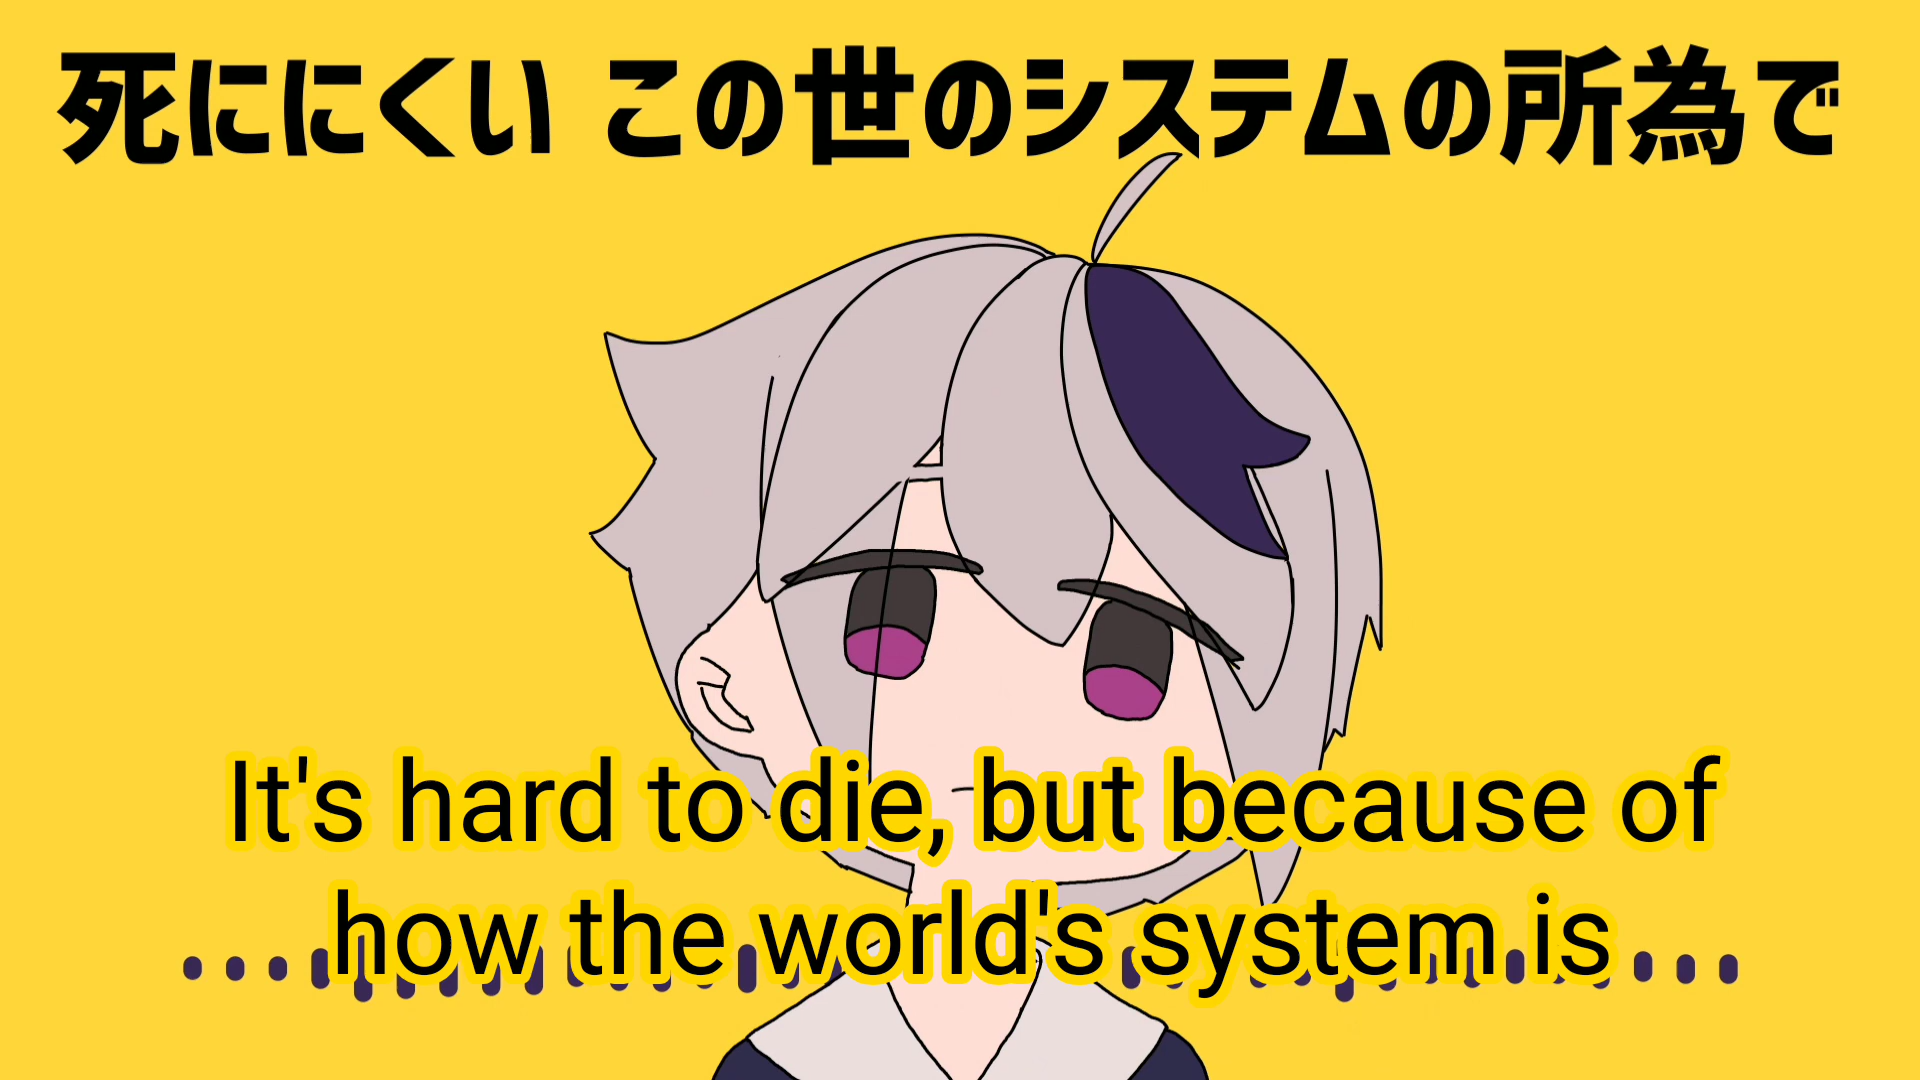 死ににくい この世のシステムの所為で
It's hard to die, but because of
how the world's system is